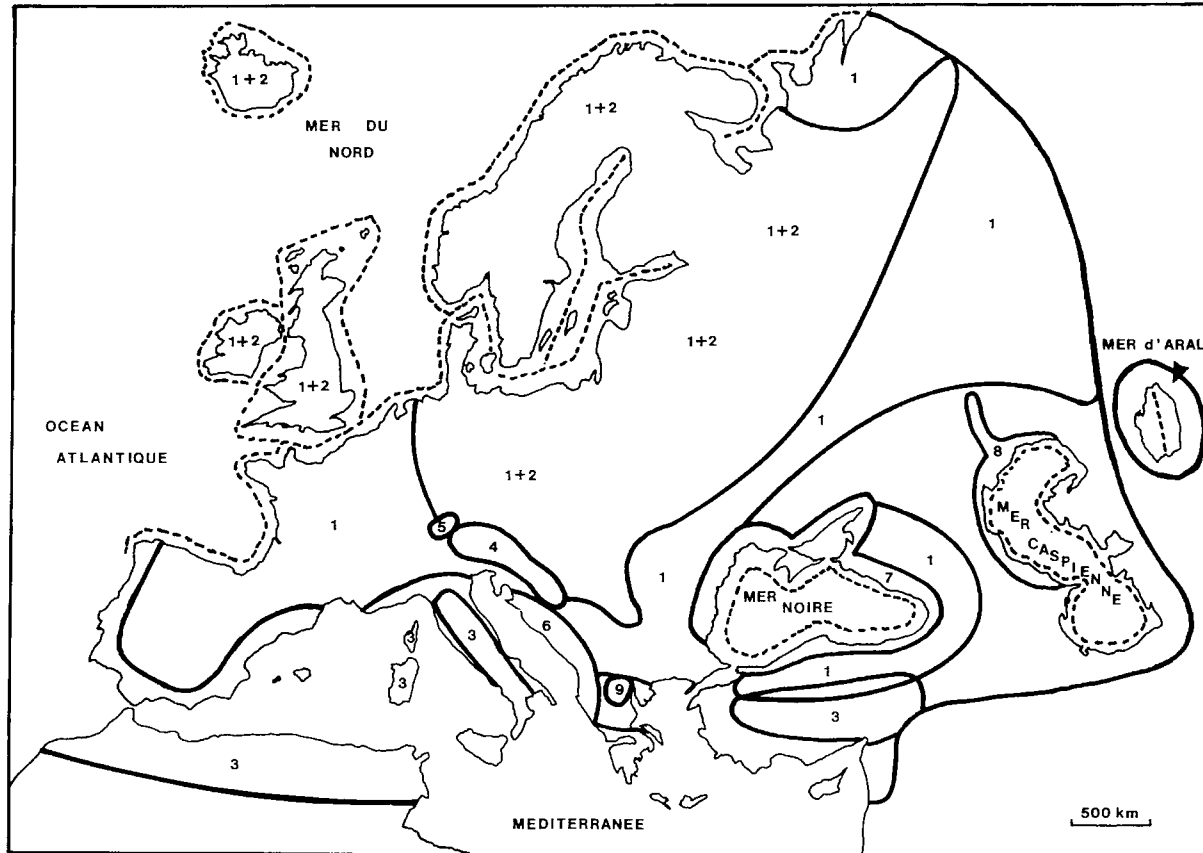 1+2
MER DU
NORD
1+2
1
1+2
1
1+2
1+2
1+2
MER d'ARAL
OCEAN
ATLANTIQUE
1
8
1+2
1
5
4
MER
CASPIENNE
1
7
1
MER NOIRE
6
3
3
3
9
1
3
3
MEDITERRANEE
500 km